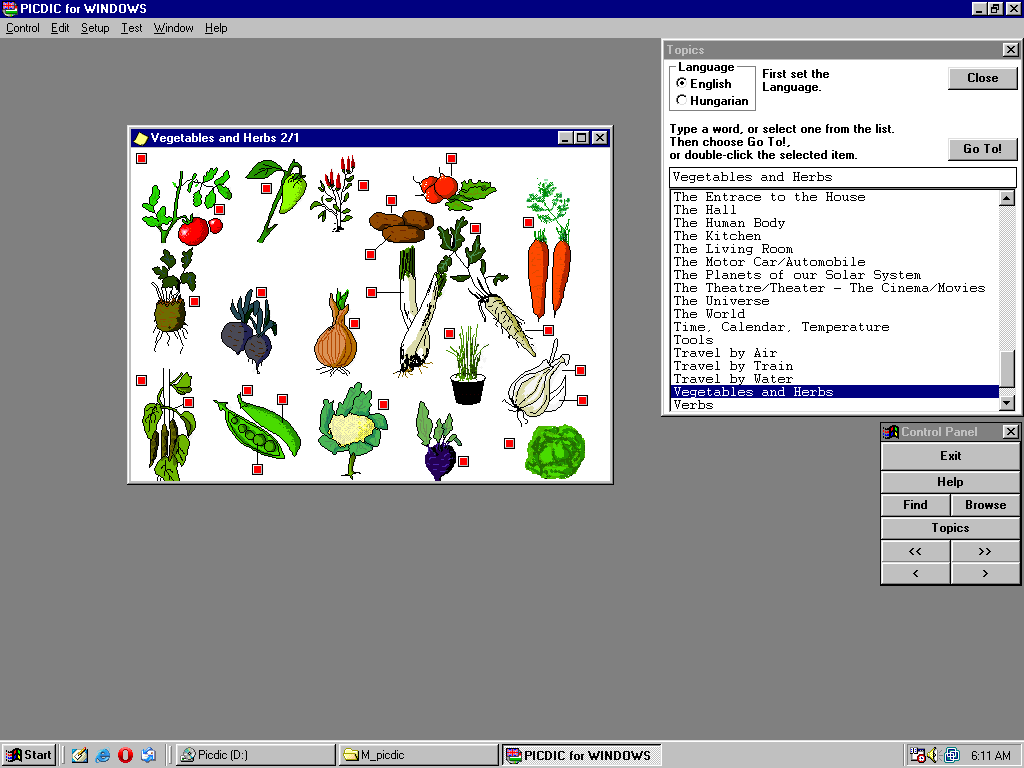 PICDIC for WINDOWS
Control Edit Setup Test Window Help
Topics
Language
English
Hungarian
First set the
Language.
Close
Type a word, or select one from the list.
Then choose Go To!,
or double-click the selected item.
Go To!
Vegetables and Herbs
The Entrace to the House
The Hall
The Human Body
The Kitchen
The Living Room
The Motor Car/Automobile
The Planets of our Solar System
The Theatre/Theater - The Cinema/Movies
The Universe
The World
Time, Calendar, Temperature
Tools
Travel by Air
Travel by Train
Travel by Water
Vegetables and Herbs
Verbs
Vegetables and Herbs 2/1
Control Panel
Exit
Help
Find Browse
Topics
<< >>
< >
Start Picdic (D:) M_picdic PICDIC for WINDOWS 6:11 AM